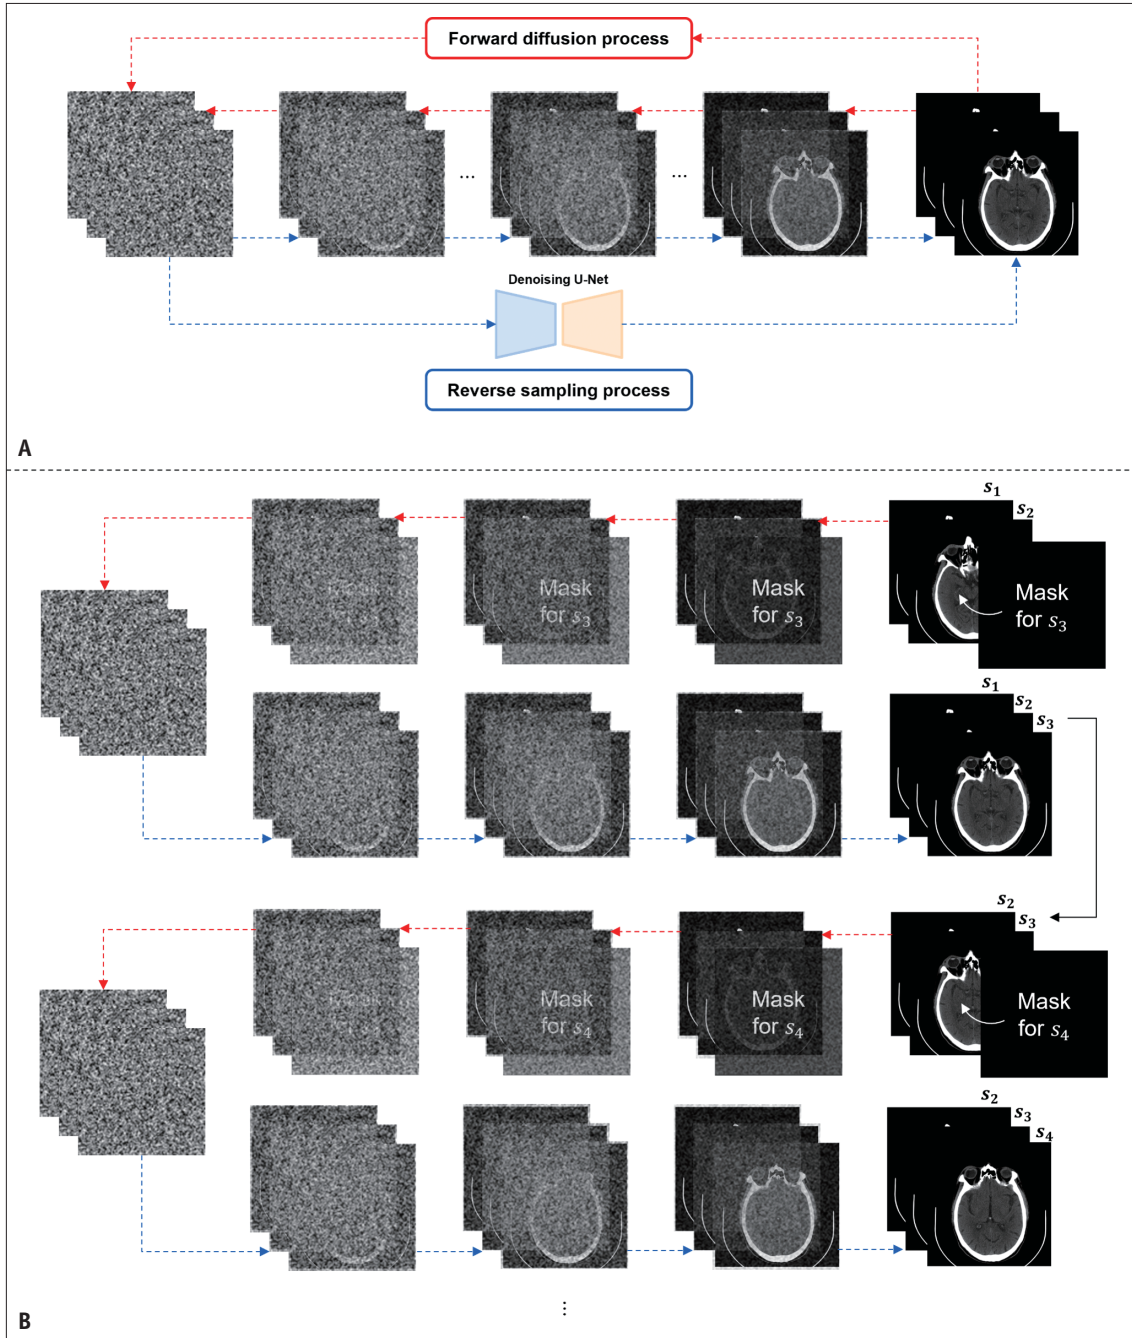 Forward diffusion process
...
...
Denoising U-Net
Reverse sampling process
A
s₁
s₂
Mask
for s₃
Mask
for s₃
Mask
for s₃
s₁
s₂
s₃
s₂
s₃
Mask
for s₄
Mask
for s₄
Mask
for s₄
s₂
s₃
s₄
⋮
B